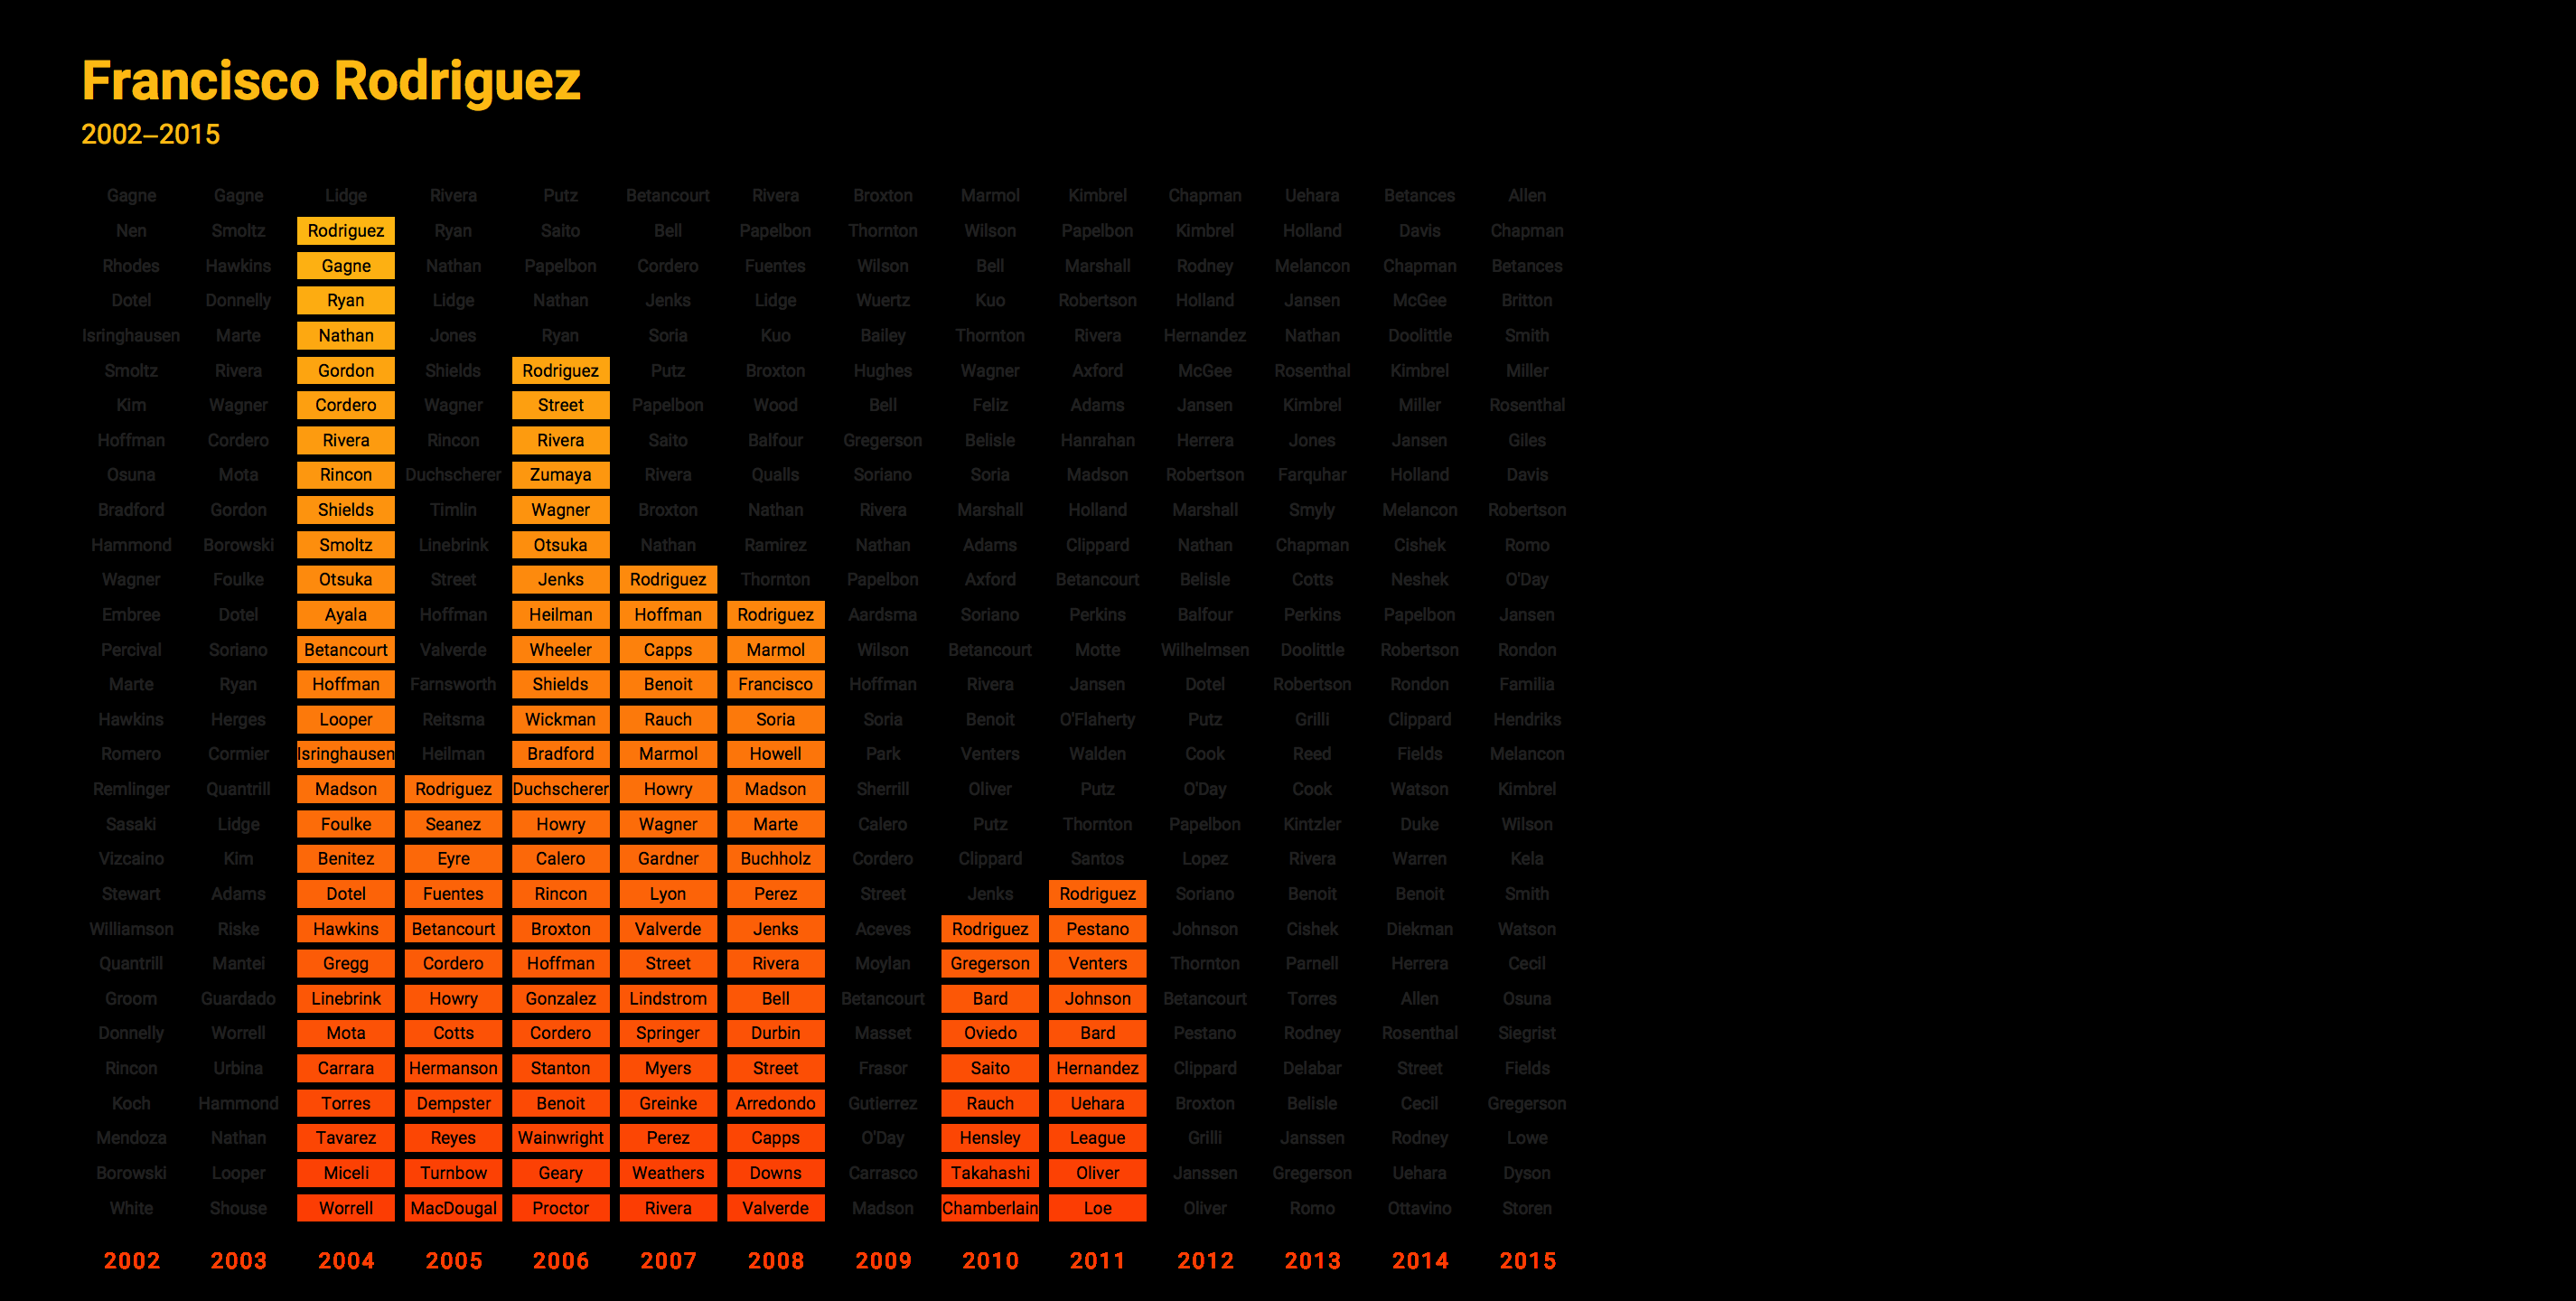 Francisco Rodriguez
2002–2015
Gagne Gagne Lidge Rivera Putz Betancourt Rivera Broxton Marmol Kimbrel Chapman Uehara Betances Allen
Nen Smoltz Rodriguez Ryan Saito Bell Papelbon Thornton Wilson Papelbon Kimbrel Holland Davis Chapman
Rhodes Hawkins Gagne Nathan Papelbon Cordero Fuentes Wilson Bell Marshall Rodney Melancon Chapman Betances
Dotel Donnelly Ryan Lidge Nathan Jenks Lidge Wuertz Kuo Robertson Holland Jansen McGee Britton
Isringhausen Marte Nathan Jones Ryan Soria Kuo Bailey Thornton Rivera Hernandez Nathan Doolittle Smith
Smoltz Rivera Gordon Shields Rodriguez Putz Broxton Hughes Wagner Axford McGee Rosenthal Kimbrel Miller
Kim Wagner Cordero Wagner Street Papelbon Wood Bell Feliz Adams Jansen Kimbrel Miller Rosenthal
Hoffman Cordero Rivera Rincon Rivera Saito Balfour Gregerson Belisle Hanrahan Herrera Jones Jansen Giles
Osuna Mota Rincon Duchscherer Zumaya Rivera Qualls Soriano Soria Madson Robertson Farquhar Holland Davis
Bradford Gordon Shields Timlin Wagner Broxton Nathan Rivera Marshall Holland Marshall Smyly Melancon Robertson
Hammond Borowski Smoltz Linebrink Otsuka Nathan Ramirez Nathan Adams Clippard Nathan Chapman Cishek Romo
Wagner Foulke Otsuka Street Jenks Rodriguez Thornton Papelbon Axford Betancourt Belisle Cotts Neshek O'Day
Embree Dotel Ayala Hoffman Heilman Hoffman Rodriguez Aardsma Soriano Perkins Balfour Perkins Papelbon Jansen
Percival Soriano Betancourt Valverde Wheeler Capps Marmol Wilson Betancourt Motte Wilhelmsen Doolittle Robertson Rondon
Marte Ryan Hoffman Farnsworth Shields Benoit Francisco Hoffman Rivera Jansen Dotel Robertson Rondon Familia
Hawkins Herges Looper Reitsma Wickman Rauch Soria Soria Benoit O'Flaherty Putz Grilli Clippard Hendriks
Romero Cormier Isringhausen Heilman Bradford Marmol Howell Park Venters Walden Cook Reed Fields Melancon
Remlinger Quantrill Madson Rodriguez Duchscherer Howry Madson Sherrill Oliver Putz O'Day Cook Watson Kimbrel
Sasaki Lidge Foulke Seanez Howry Wagner Marte Calero Putz Thornton Papelbon Kintzler Duke Wilson
Vizcaino Kim Benitez Eyre Calero Gardner Buchholz Cordero Clippard Santos Lopez Rivera Warren Kela
Stewart Adams Dotel Fuentes Rincon Lyon Perez Street Jenks Rodriguez Soriano Benoit Benoit Smith
Williamson Riske Hawkins Betancourt Broxton Valverde Jenks Aceves Rodriguez Pestano Johnson Cishek Diekman Watson
Quantrill Mantei Gregg Cordero Hoffman Street Rivera Moylan Gregerson Venters Thornton Parnell Herrera Cecil
Groom Guardado Linebrink Howry Gonzalez Lindstrom Bell Betancourt Bard Johnson Betancourt Torres Allen Osuna
Donnelly Worrell Mota Cotts Cordero Springer Durbin Masset Oviedo Bard Pestano Rodney Rosenthal Siegrist
Rincon Urbina Carrara Hermanson Stanton Myers Street Frasor Saito Hernandez Clippard Delabar Street Fields
Koch Hammond Torres Dempster Benoit Greinke Arredondo Gutierrez Rauch Uehara Broxton Belisle Cecil Gregerson
Mendoza Nathan Tavarez Reyes Wainwright Perez Capps O'Day Hensley League Grilli Janssen Rodney Lowe
Borowski Looper Miceli Turnbow Geary Weathers Downs Carrasco Takahashi Oliver Janssen Gregerson Uehara Dyson
White Shouse Worrell MacDougal Proctor Rivera Valverde Madson Chamberlain Loe Oliver Romo Ottavino Storen
2002 2003 2004 2005 2006 2007 2008 2009 2010 2011 2012 2013 2014 2015